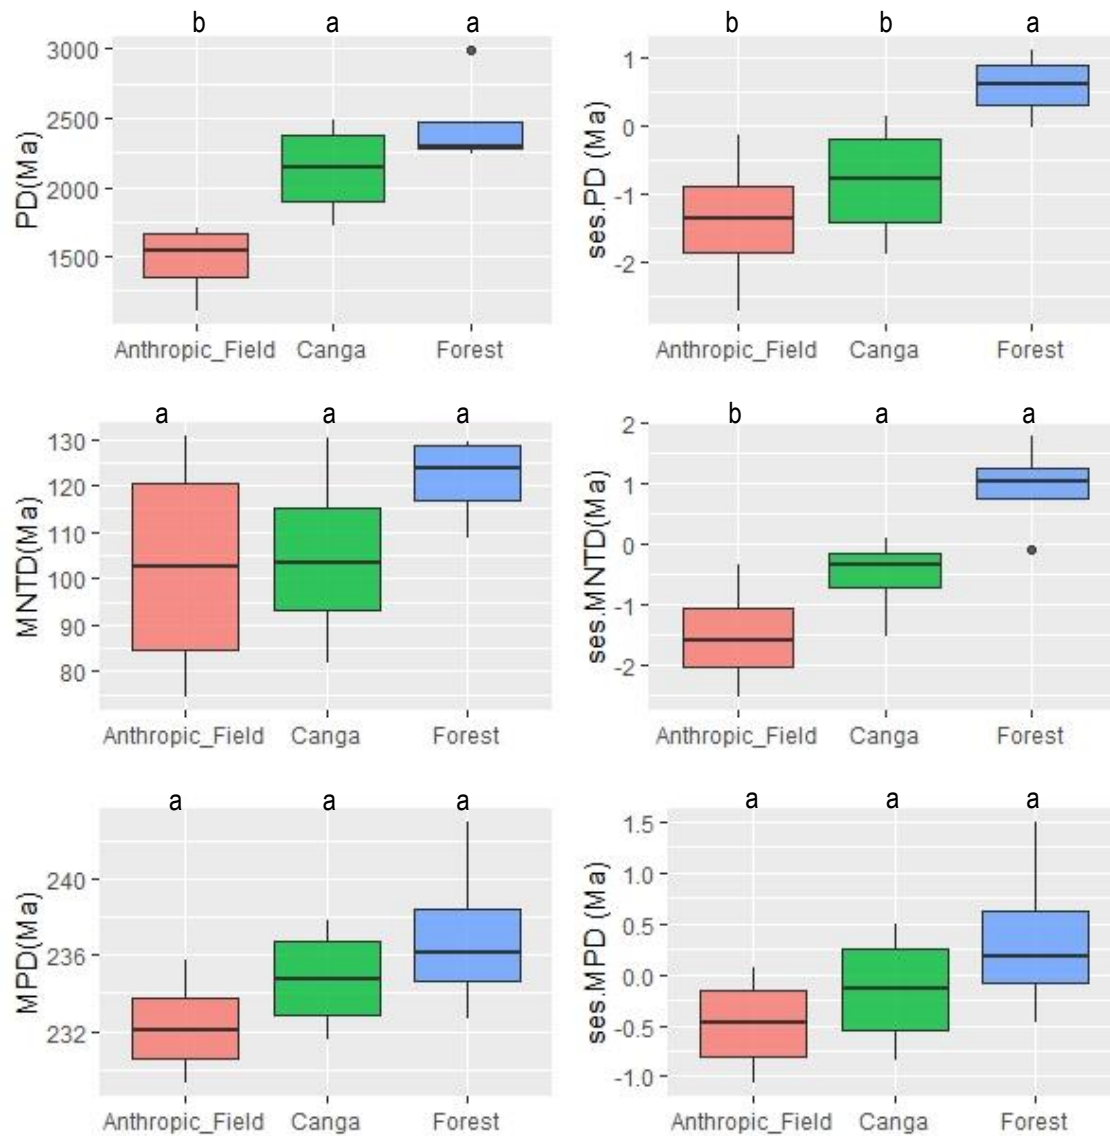 b a a
PD(Ma)
3000
2500
2000
1500
Anthropic_Field Canga Forest
b b a
ses.PD (Ma)
1
0
-1
-2
Anthropic_Field Canga Forest
a a a
MNTD(Ma)
130
120
110
100
90
80
Anthropic_Field Canga Forest
b a a
ses.MNTD(Ma)
2
1
0
-1
-2
Anthropic_Field Canga Forest
a a a
MPD(Ma)
240
236
232
Anthropic_Field Canga Forest
a a a
ses.MPD (Ma)
1.5
1.0
0.5
0.0
-0.5
-1.0
Anthropic_Field Canga Forest